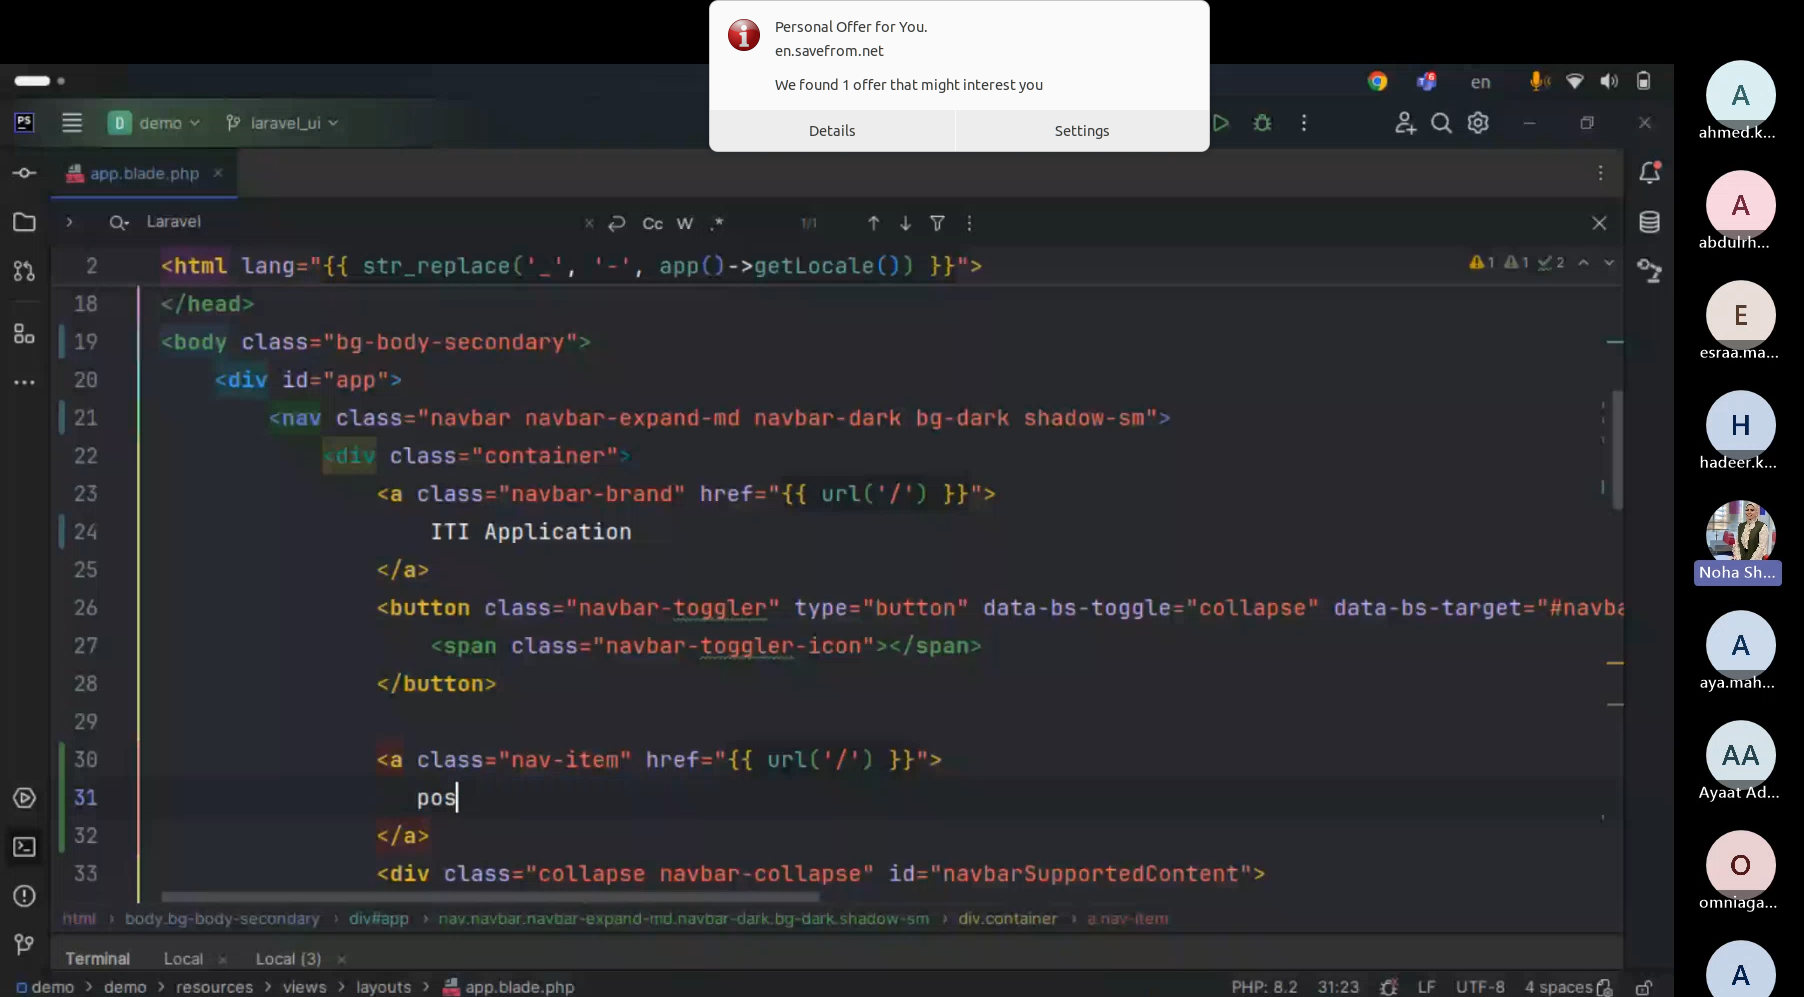 Personal Offer for You.
en.savefrom.net
We found 1 offer that might interest you
Details
Settings
en
PS
D
demo
laravel_ui
app.blade.php
Laravel
Cc
W
.*
1/1
2 <html lang="{{ str_replace('_', '-', app()->getLocale()) }}">
1
1
2
18 </head>
19 <body class="bg-body-secondary">
20 <div id="app">
21 <nav class="navbar navbar-expand-md navbar-dark bg-dark shadow-sm">
22 <div class="container">
23 <a class="navbar-brand" href="{{ url('/') }}">
24 ITI Application
25 </a>
26 <button class="navbar-toggler" type="button" data-bs-toggle="collapse" data-bs-target="#navba
27 <span class="navbar-toggler-icon"></span>
28 </button>
29
30 <a class="nav-item" href="{{ url('/') }}">
31 pos
32 </a>
33 <div class="collapse navbar-collapse" id="navbarSupportedContent">
html › body.bg-body-secondary › div#app › nav.navbar.navbar-expand-md.navbar-dark.bg-dark.shadow-sm › div.container › a.nav-item
Terminal
Local
Local (3)
demo › demo › resources › views › layouts › app.blade.php
PHP: 8.2
31:23
LF
UTF-8
4 spaces
A
ahmed.k...
A
abdulrh...
E
esraa.ma...
H
hadeer.k...
Noha Sh...
A
aya.mah...
AA
Ayaat Ad...
O
omniaga...
A